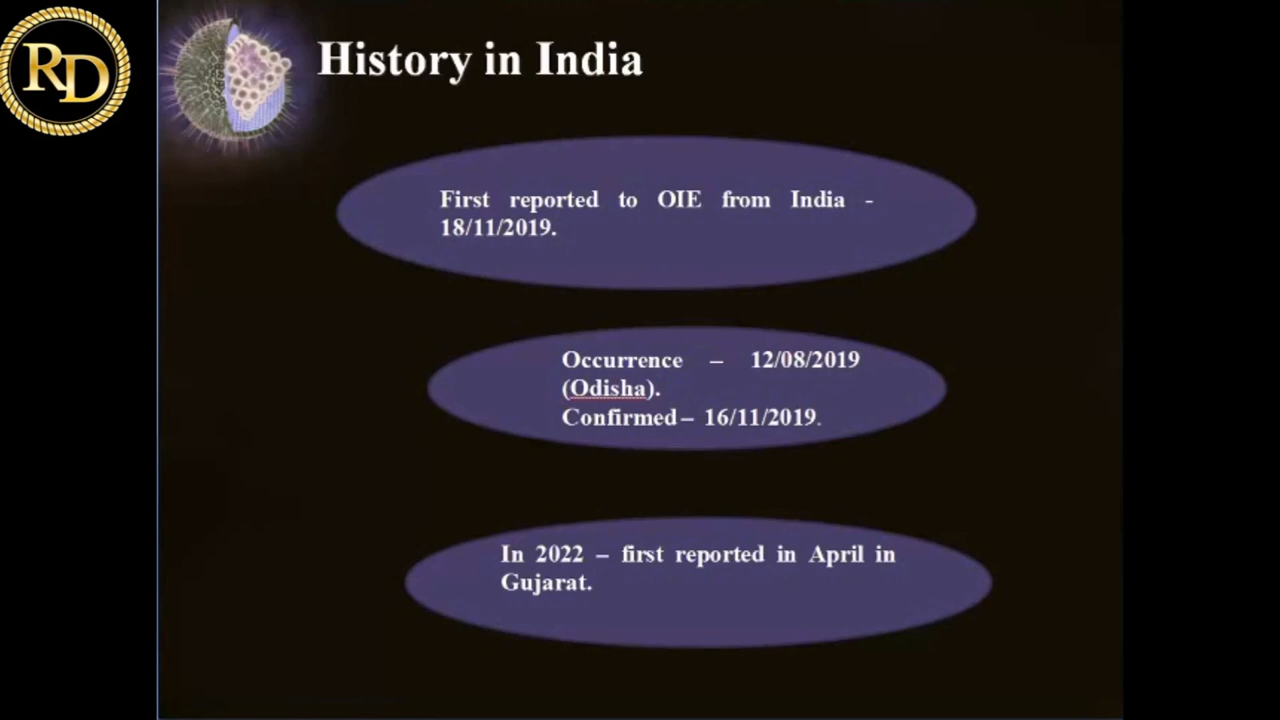 RD
History in India
First reported to OIE from India -
18/11/2019.
Occurrence – 12/08/2019
(Odisha).
Confirmed – 16/11/2019.
In 2022 – first reported in April in
Gujarat.